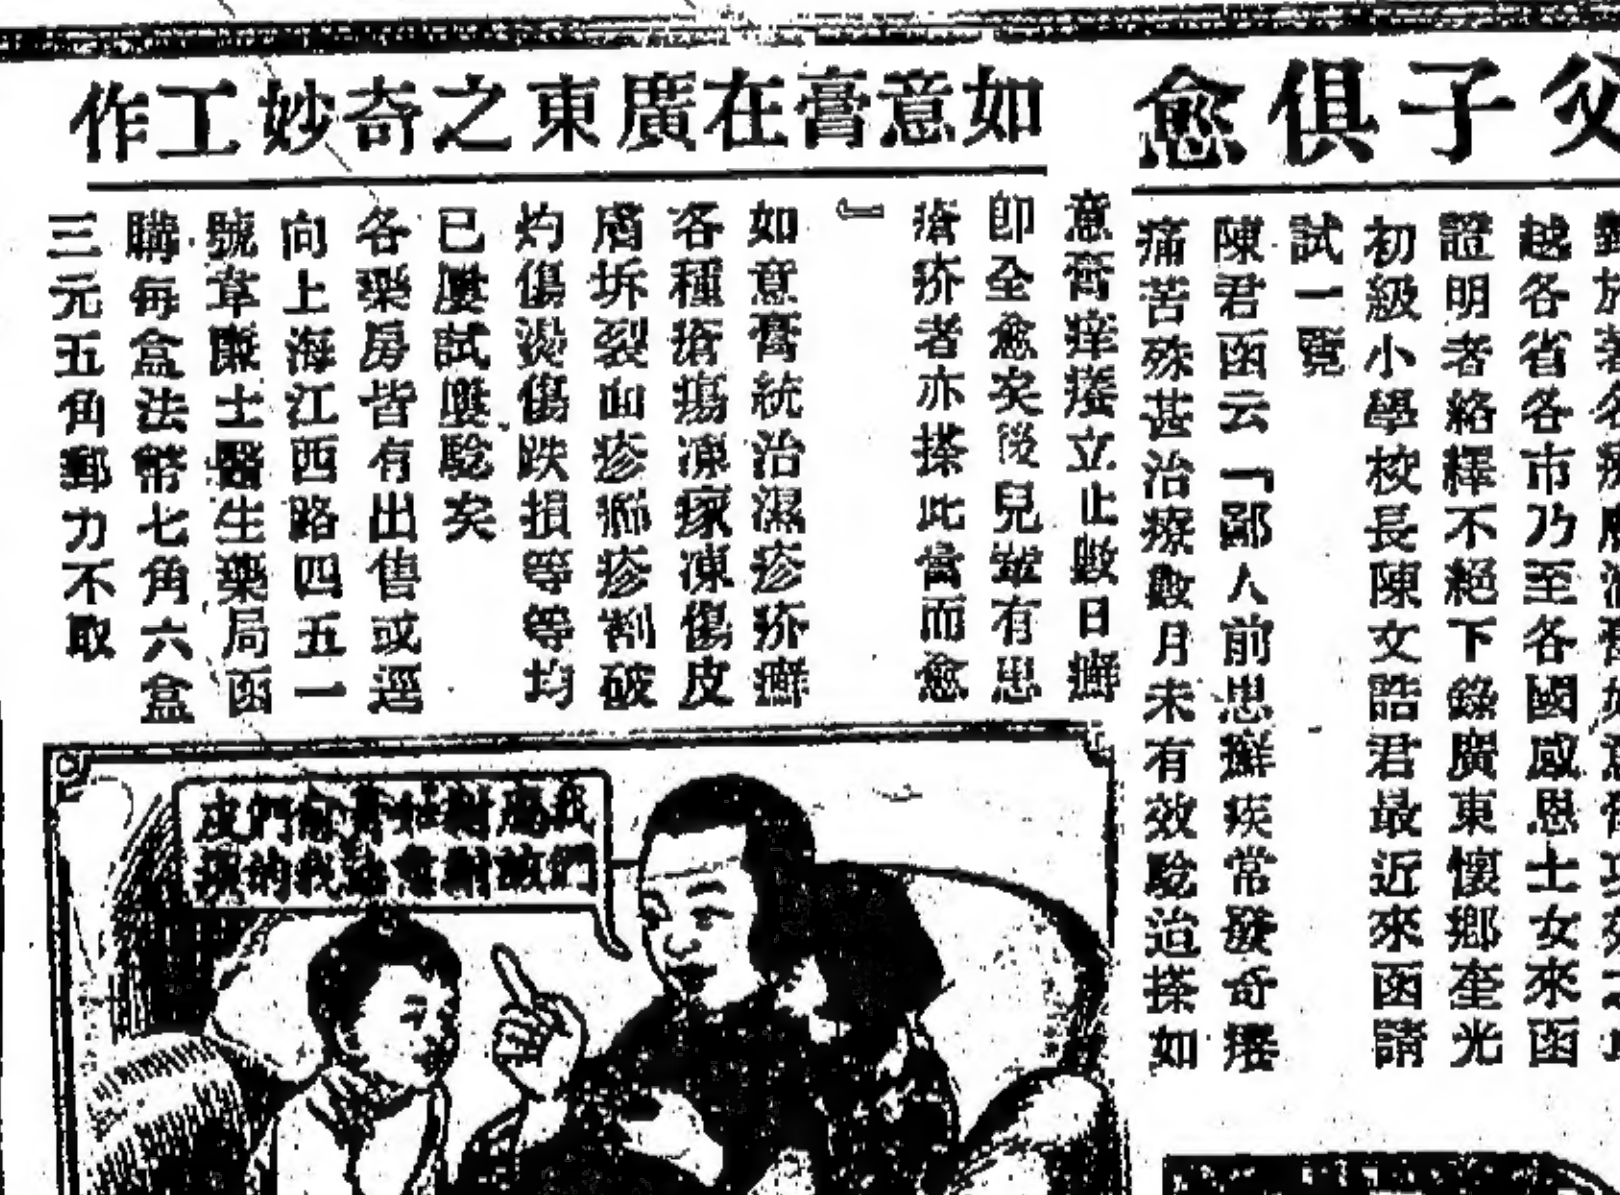 父子俱愈
如意膏在廣東之奇妙工作
越各省各市乃至各國感恩士女來函
證明者絡繹不絕下錄廣東懷鄉奎光
初級小學校長陳文誥君最近來函請
試一覽
陳君函云「鄙人前患癬疾常發奇癢
痛苦殊甚治療數月未有效驗迨搽如
意膏痒癢立止數日癬
即全愈矣後兒輩有患
瘡疥者亦搽此膏而愈
」
如意膏統治濕疹疥癬
各種瘡瘍凍瘃凍傷皮
膚坼裂面疹痱疹割破
灼傷燙傷跌損等等均
已屢試屢驗矣
各藥房皆有出售或逕
向上海江西路四五一
號韋廉士醫生藥局函
購每盒法幣七角六盒
三元五角郵力不取